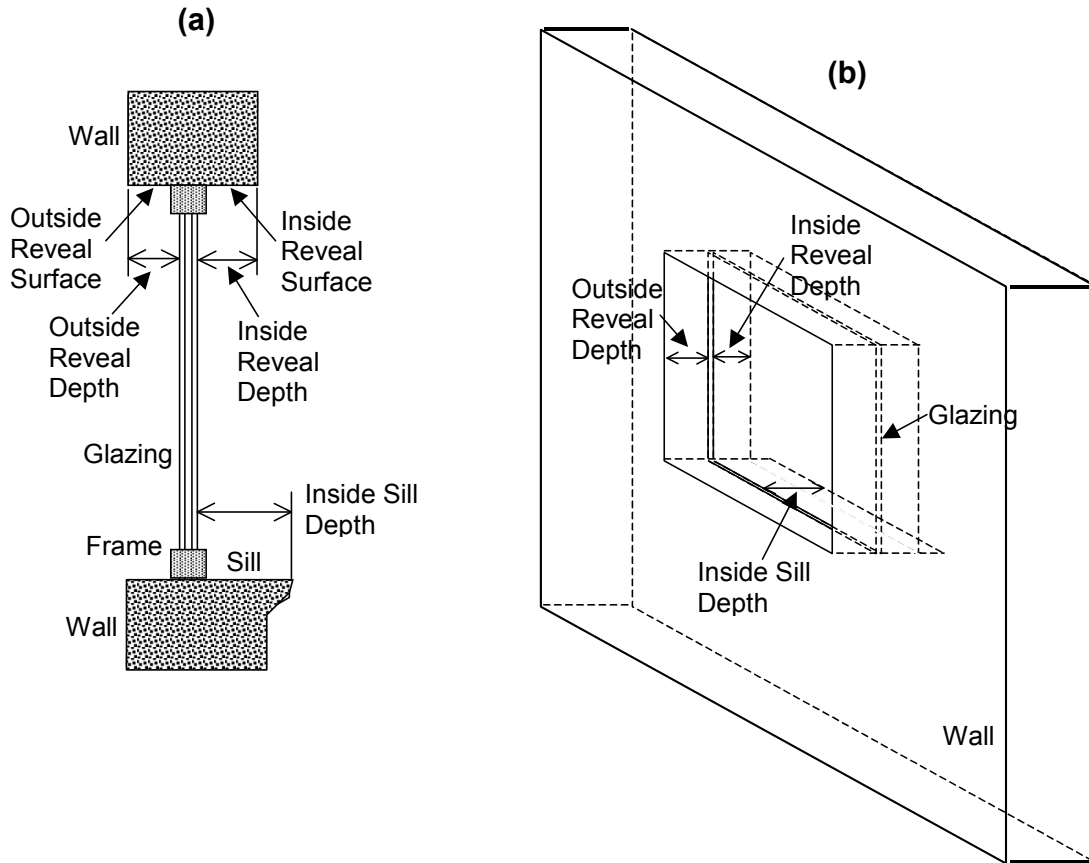 (a)
Wall
Outside
Reveal
Surface
Inside
Reveal
Surface
Outside
Reveal
Depth
Inside
Reveal
Depth
Glazing
Inside Sill
Depth
Frame
Sill
Wall
(b)
Inside
Reveal
Depth
Outside
Reveal
Depth
Glazing
Inside Sill
Depth
Wall